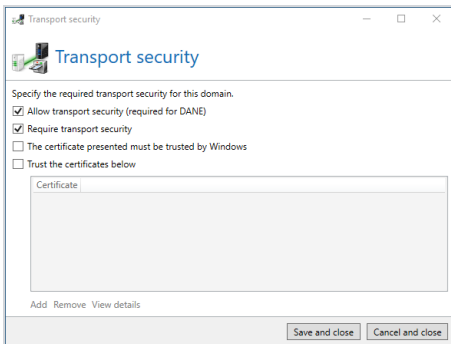 Transport security
Transport security
Specify the required transport security for this domain.
Allow transport security (required for DANE)
Require transport security
The certificate presented must be trusted by Windows
Trust the certificates below
Certificate
Add Remove View details
Save and close Cancel and close